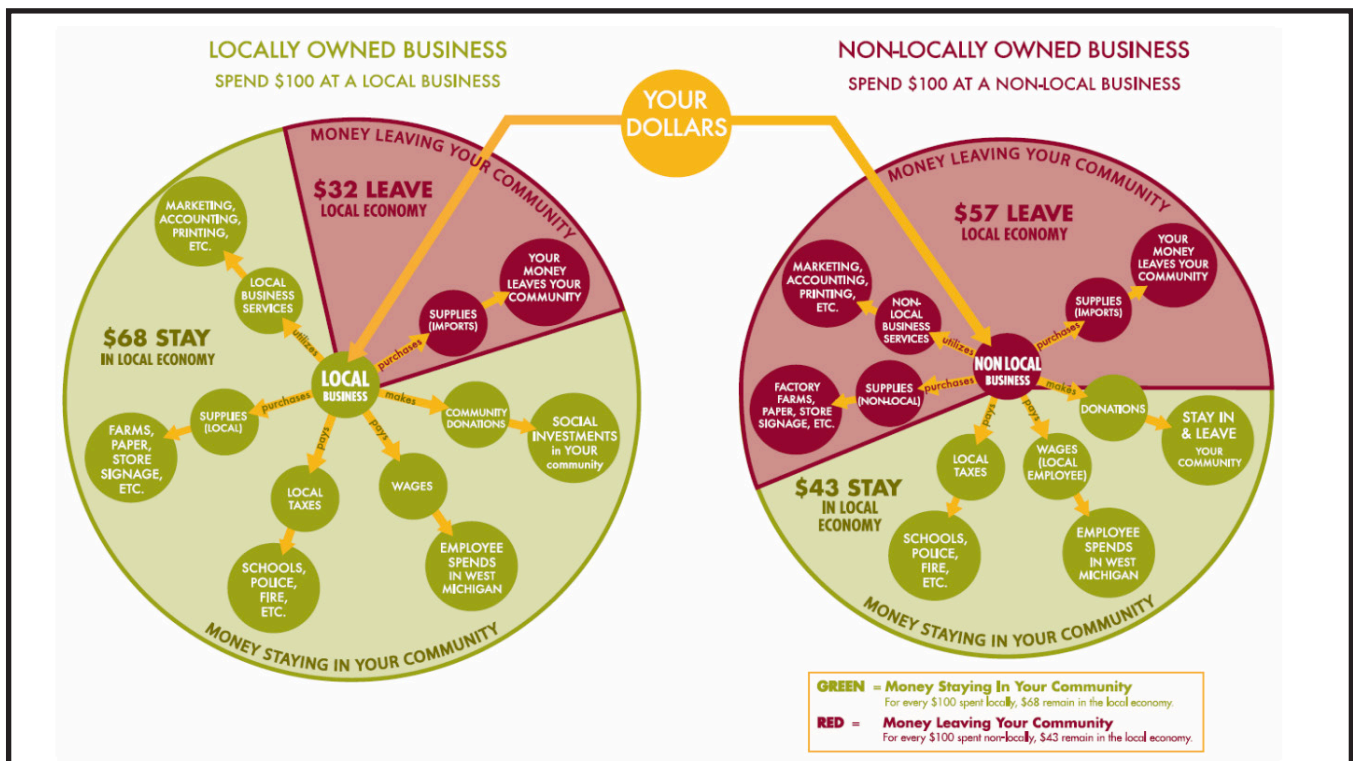 LOCALLY OWNED BUSINESS
SPEND $100 AT A LOCAL BUSINESS
YOUR
DOLLARS
NON-LOCALLY OWNED BUSINESS
SPEND $100 AT A NON-LOCAL BUSINESS
MONEY LEAVING YOUR COMMUNITY
$32 LEAVE
LOCAL ECONOMY
MARKETING,
ACCOUNTING,
PRINTING,
ETC.
LOCAL
BUSINESS
SERVICES
utilizes
YOUR
MONEY
LEAVES YOUR
COMMUNITY
SUPPLIES
(IMPORTS)
purchases
$68 STAY
IN LOCAL ECONOMY
LOCAL
BUSINESS
purchases
SUPPLIES
(LOCAL)
FARMS,
PAPER,
STORE
SIGNAGE,
ETC.
makes
COMMUNITY
DONATIONS
SOCIAL
INVESTMENTS
in YOUR
community
pays
LOCAL
TAXES
SCHOOLS,
POLICE,
FIRE,
ETC.
pays
WAGES
EMPLOYEE
SPENDS
IN WEST
MICHIGAN
MONEY STAYING IN YOUR COMMUNITY
MONEY LEAVING YOUR COMMUNITY
$57 LEAVE
LOCAL ECONOMY
MARKETING,
ACCOUNTING,
PRINTING,
ETC.
NON-
LOCAL
BUSINESS
SERVICES
utilizes
YOUR
MONEY
LEAVES YOUR
COMMUNITY
SUPPLIES
(IMPORTS)
purchases
NON LOCAL
BUSINESS
purchases
SUPPLIES
(NON-LOCAL)
FACTORY
FARMS,
PAPER, STORE
SIGNAGE, ETC.
makes
DONATIONS
STAY IN
& LEAVE
YOUR
COMMUNITY
$43 STAY
IN LOCAL
ECONOMY
pays
LOCAL
TAXES
SCHOOLS,
POLICE,
FIRE,
ETC.
pays
WAGES
(LOCAL
EMPLOYEE)
EMPLOYEE
SPENDS
IN WEST
MICHIGAN
MONEY STAYING IN YOUR COMMUNITY
GREEN = Money Staying In Your Community
For every $100 spent locally, $68 remain in the local economy.
RED = Money Leaving Your Community
For every $100 spent non-locally, $43 remain in the local economy.